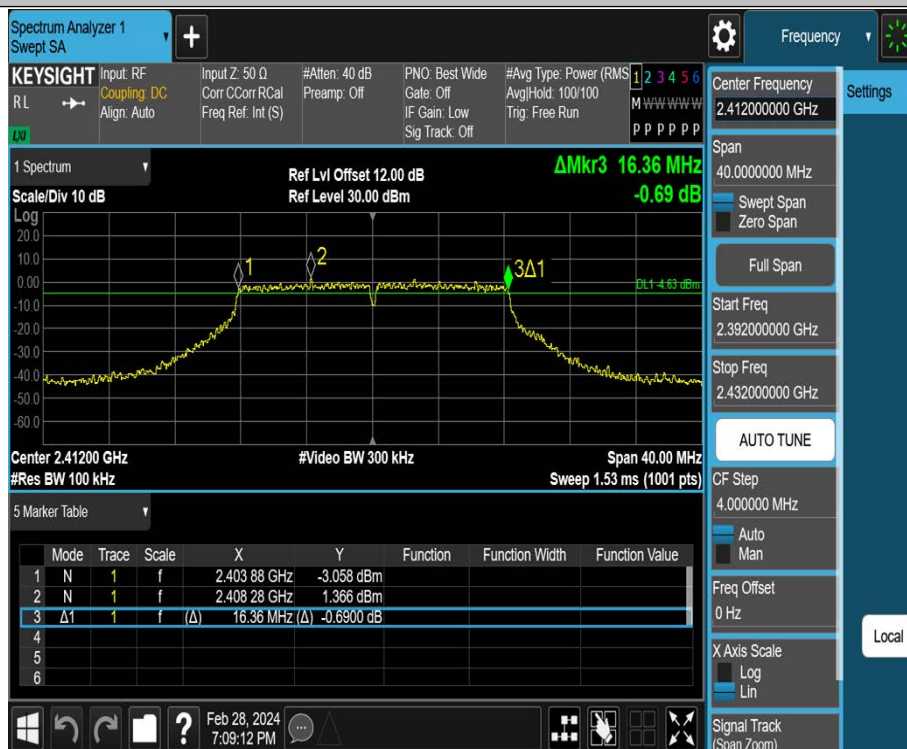 Spectrum Analyzer 1
Swept SA
+
Frequency
KEYSIGHT
RL
LXI
Input: RF
Coupling: DC
Align: Auto
Input Z: 50 Ω
Corr CCorr RCal
Freq Ref: Int (S)
#Atten: 40 dB
Preamp: Off
PNO: Best Wide
Gate: Off
IF Gain: Low
Sig Track: Off
#Avg Type: Power (RMS
Avg|Hold: 100/100
Trig: Free Run
1 2 3 4 5 6
M W W W W W
P P P P P P
1 Spectrum
Scale/Div 10 dB
Ref Lvl Offset 12.00 dB
Ref Level 30.00 dBm
ΔMkr3 16.36 MHz
-0.69 dB
Log
20.0
10.0
0.00
-10.0
-20.0
-30.0
-40.0
-50.0
-60.0
1
2
3Δ1
DL1 -4.63 dBm
Center 2.41200 GHz
#Video BW 300 kHz
Span 40.00 MHz
#Res BW 100 kHz
Sweep 1.53 ms (1001 pts)
5 Marker Table
Mode Trace Scale X Y Function Function Width Function Value
1 N 1 f 2.403 88 GHz -3.058 dBm
2 N 1 f 2.408 28 GHz 1.366 dBm
3 Δ1 1 f (Δ) 16.36 MHz (Δ) -0.6900 dB
4
5
6
?
Feb 28, 2024
7:09:12 PM
Center Frequency
2.412000000 GHz
Span
40.0000000 MHz
Swept Span
Zero Span
Full Span
Start Freq
2.392000000 GHz
Stop Freq
2.432000000 GHz
AUTO TUNE
CF Step
4.000000 MHz
Auto
Man
Freq Offset
0 Hz
X Axis Scale
Log
Lin
Signal Track
(Span Zoom)
Settings
Local